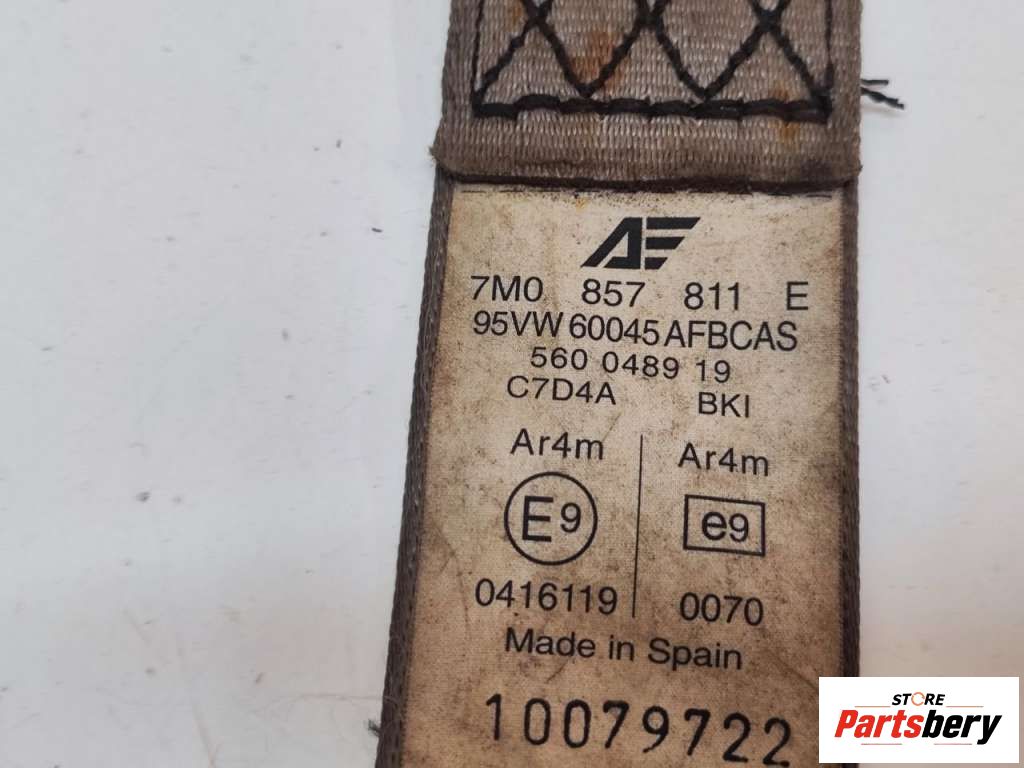 AE
7M0 857 811 E
95VW 60045 AFBCAS
560 0489 19
C7D4A BKI
Ar4m Ar4m
E9 e9
0416119 0070
Made in Spain
10079722
STORE
Partsbery